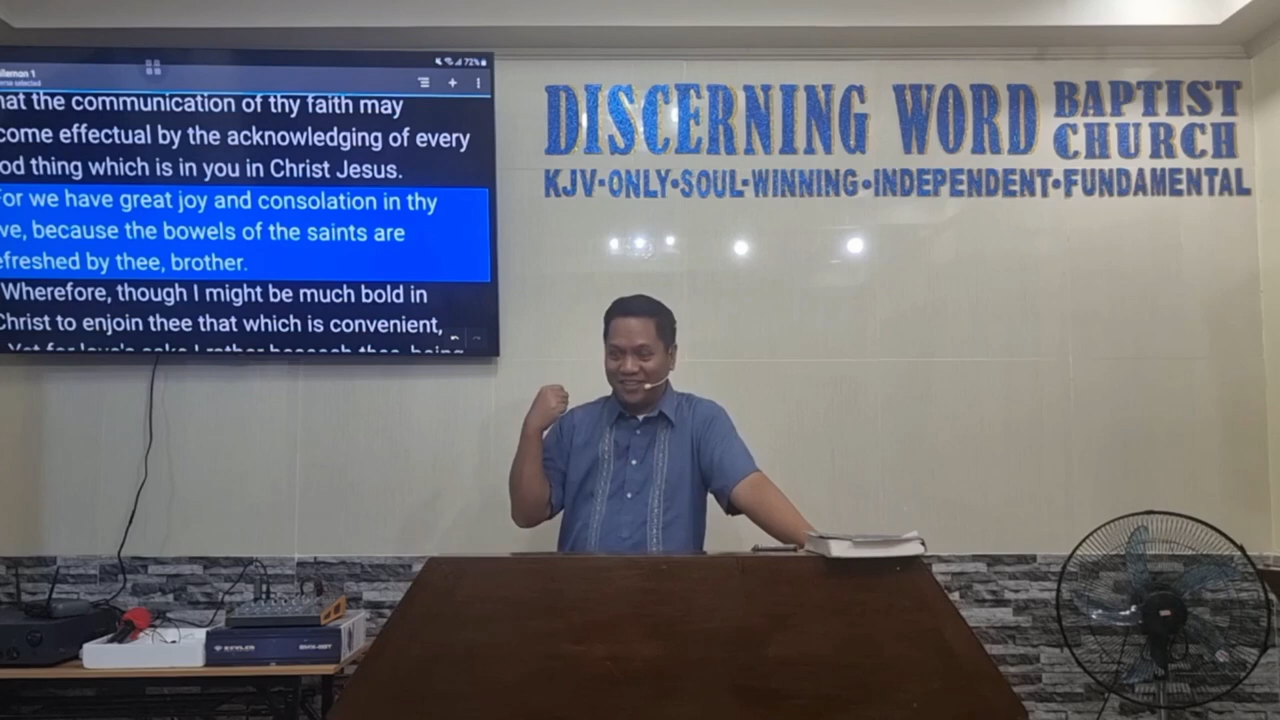 72%
hat the communication of thy faith may
come effectual by the acknowledging of every
od thing which is in you in Christ Jesus.
For we have great joy and consolation in thy
ve, because the bowels of the saints are
efreshed by thee, brother.
Wherefore, though I might be much bold in
Christ to enjoin thee that which is convenient,
DISCERNING WORD BAPTIST CHURCH
KJV-ONLY•SOUL-WINNING•INDEPENDENT•FUNDAMENTAL